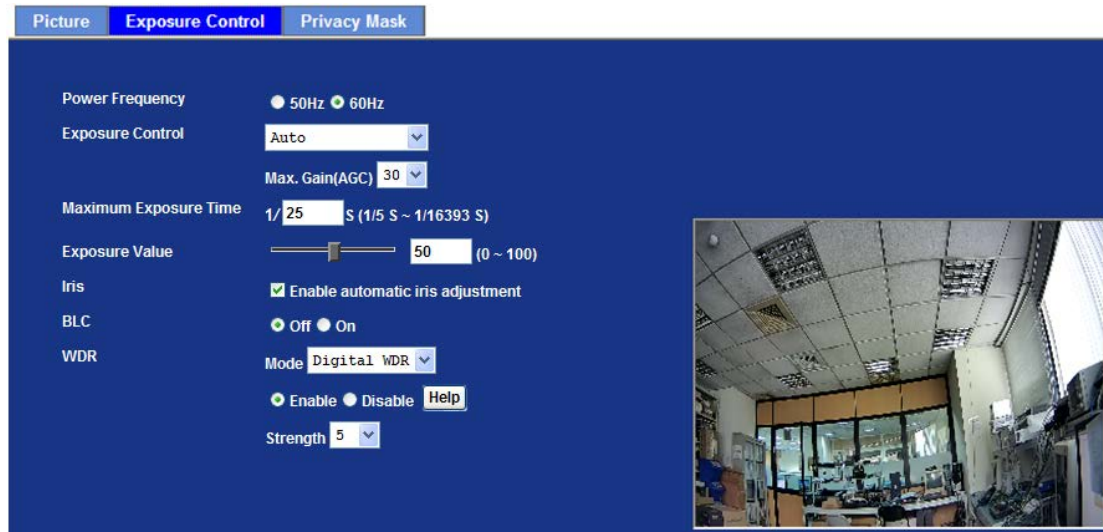 Picture Exposure Control Privacy Mask
Power Frequency 50Hz 60Hz
Exposure Control Auto
Max. Gain(AGC) 30
Maximum Exposure Time 1/ 25 S (1/5 S ~ 1/16393 S)
Exposure Value 50 (0 ~ 100)
Iris Enable automatic iris adjustment
BLC Off On
WDR Mode Digital WDR
Enable Disable Help
Strength 5